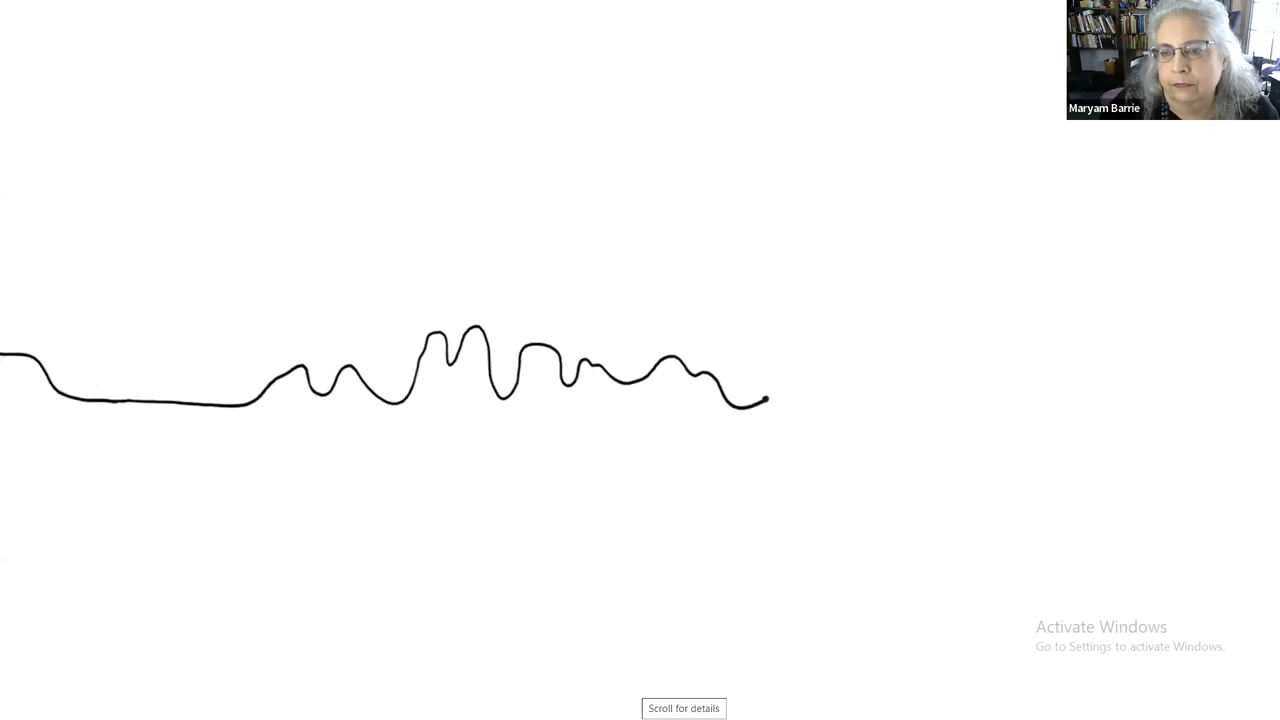 Maryam Barrie
Activate Windows
Go to Settings to activate Windows.
Scroll for details